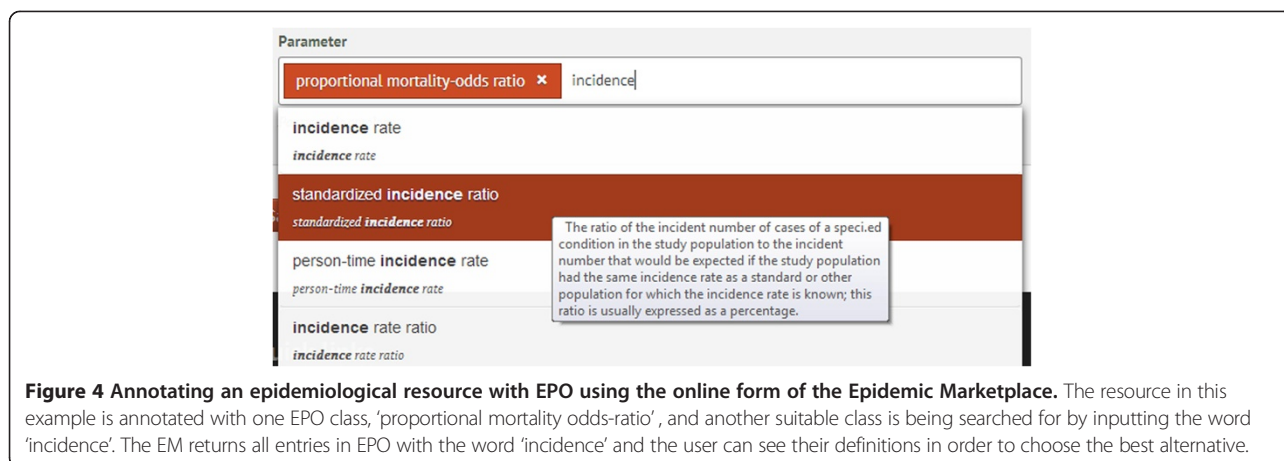 Parameter
proportional mortality-odds ratio × incidence
incidence rate
incidence rate
standardized incidence ratio
standardized incidence ratio
The ratio of the incident number of cases of a speci.ed
condition in the study population to the incident
number that would be expected if the study population
had the same incidence rate as a standard or other
population for which the incidence rate is known; this
ratio is usually expressed as a percentage.
person-time incidence rate
person-time incidence rate
incidence rate ratio
incidence rate ratio
Figure 4 Annotating an epidemiological resource with EPO using the online form of the Epidemic Marketplace. The resource in this
example is annotated with one EPO class, ‘proportional mortality odds-ratio’, and another suitable class is being searched for by inputting the word
‘incidence’. The EM returns all entries in EPO with the word ‘incidence’ and the user can see their definitions in order to choose the best alternative.